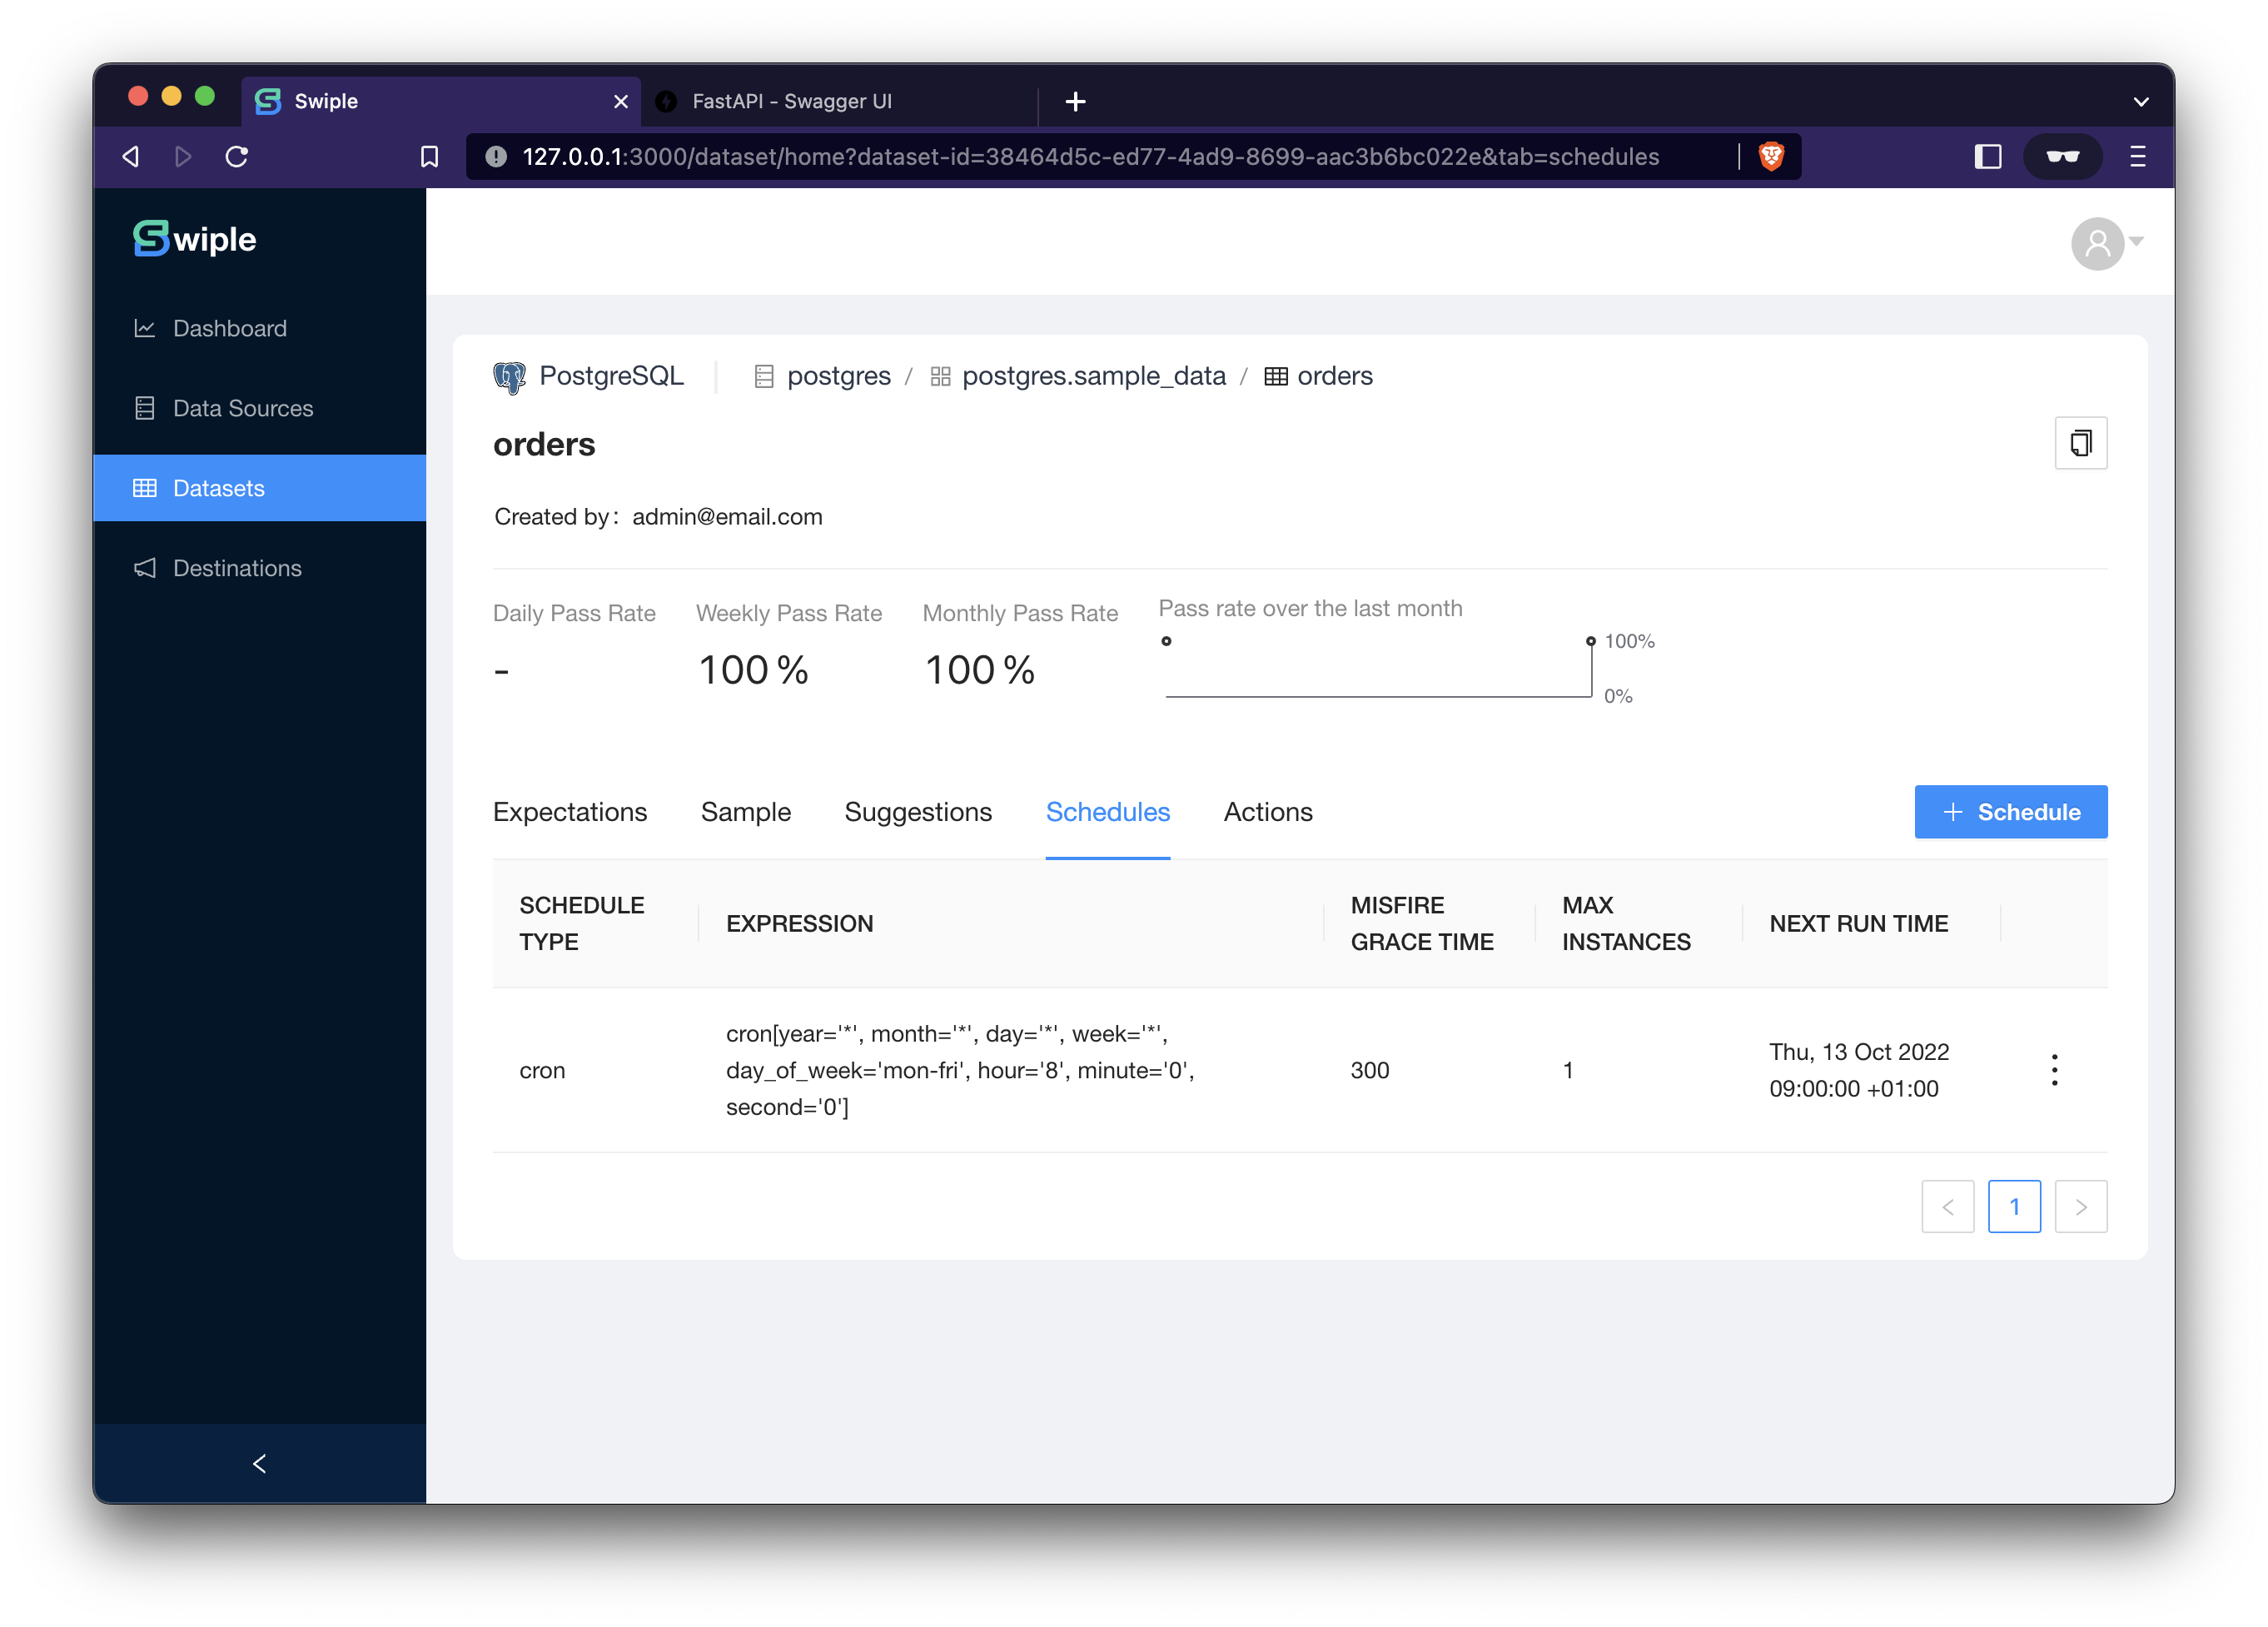 Swiple
FastAPI - Swagger UI
127.0.0.1:3000/dataset/home?dataset-id=38464d5c-ed77-4ad9-8699-aac3b6bc022e&tab=schedules
Swiple
Dashboard
Data Sources
Datasets
Destinations
PostgreSQL postgres / postgres.sample_data / orders
orders
Created by: admin@email.com
Daily Pass Rate
-
Weekly Pass Rate
100 %
Monthly Pass Rate
100 %
Pass rate over the last month
100%
0%
Expectations Sample Suggestions Schedules Actions
+ Schedule
SCHEDULE
TYPE
EXPRESSION
MISFIRE
GRACE TIME
MAX
INSTANCES
NEXT RUN TIME
cron
cron[year='*', month='*', day='*', week='*',
day_of_week='mon-fri', hour='8', minute='0',
second='0']
300
1
Thu, 13 Oct 2022
09:00:00 +01:00
< 1 >